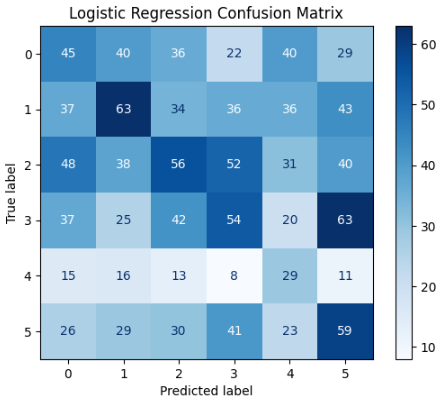 Logistic Regression Confusion Matrix
True label
0 45 40 36 22 40 29
1 37 63 34 36 36 43
2 48 38 56 52 31 40
3 37 25 42 54 20 63
4 15 16 13 8 29 11
5 26 29 30 41 23 59
0 1 2 3 4 5
Predicted label
60
50
40
30
20
10